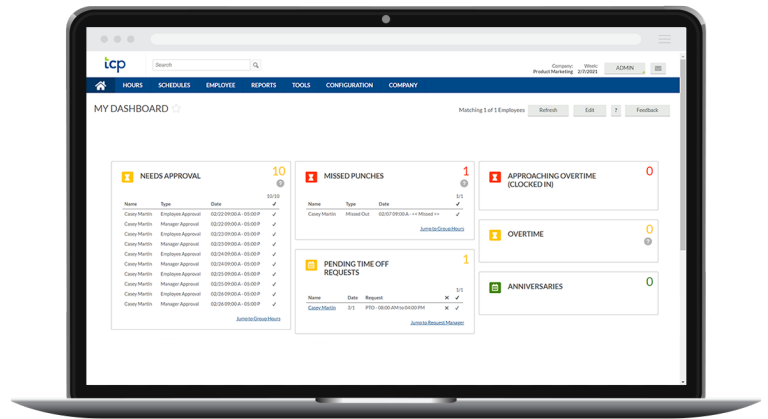 tcp
Search
Company: Week:
Product Marketing 2/7/2021
ADMIN
HOURS SCHEDULES EMPLOYEE REPORTS TOOLS CONFIGURATION COMPANY
MY DASHBOARD
Matching 1 of 1 Employees Refresh Edit ? Feedback
NEEDS APPROVAL 10
?
10/10
Name Type Date ✓
Casey Martin Employee Approval 02/22 09:00 A - 05:00 P ✓
Casey Martin Manager Approval 02/22 09:00 A - 05:00 P ✓
Casey Martin Employee Approval 02/23 09:00 A - 05:00 P ✓
Casey Martin Manager Approval 02/23 09:00 A - 05:00 P ✓
Casey Martin Employee Approval 02/24 09:00 A - 05:00 P ✓
Casey Martin Manager Approval 02/24 09:00 A - 05:00 P ✓
Casey Martin Employee Approval 02/25 09:00 A - 05:00 P ✓
Casey Martin Manager Approval 02/25 09:00 A - 05:00 P ✓
Casey Martin Employee Approval 02/26 09:00 A - 05:00 P ✓
Casey Martin Manager Approval 02/26 09:00 A - 05:00 P ✓
Jump to Group Hours
MISSED PUNCHES 1
?
1/1
Name Type Date ✓
Casey Martin Missed Out 02/07 09:00 A - << Missed >> ✓
Jump to Group Hours
PENDING TIME OFF 1
REQUESTS
1/1
Name Date Request X ✓
Casey Martin 3/1 PTO - 08:00 AM to 04:00 PM X ✓
Jump to Request Manager
APPROACHING OVERTIME 0
(CLOCKED IN)
OVERTIME 0
?
ANNIVERSARIES 0